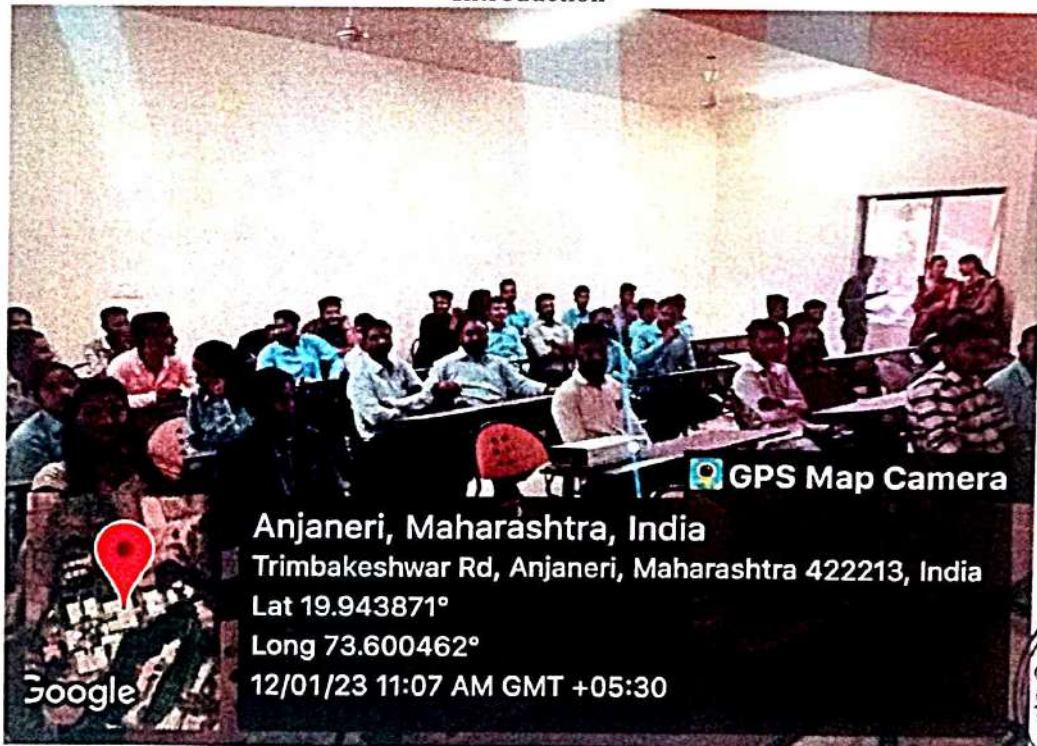 Introduction
GPS Map Camera
Anjaneri, Maharashtra, India
Trimbakeshwar Rd, Anjaneri, Maharashtra 422213, India
Lat 19.943871°
Long 73.600462°
12/01/23 11:07 AM GMT +05:30
Google